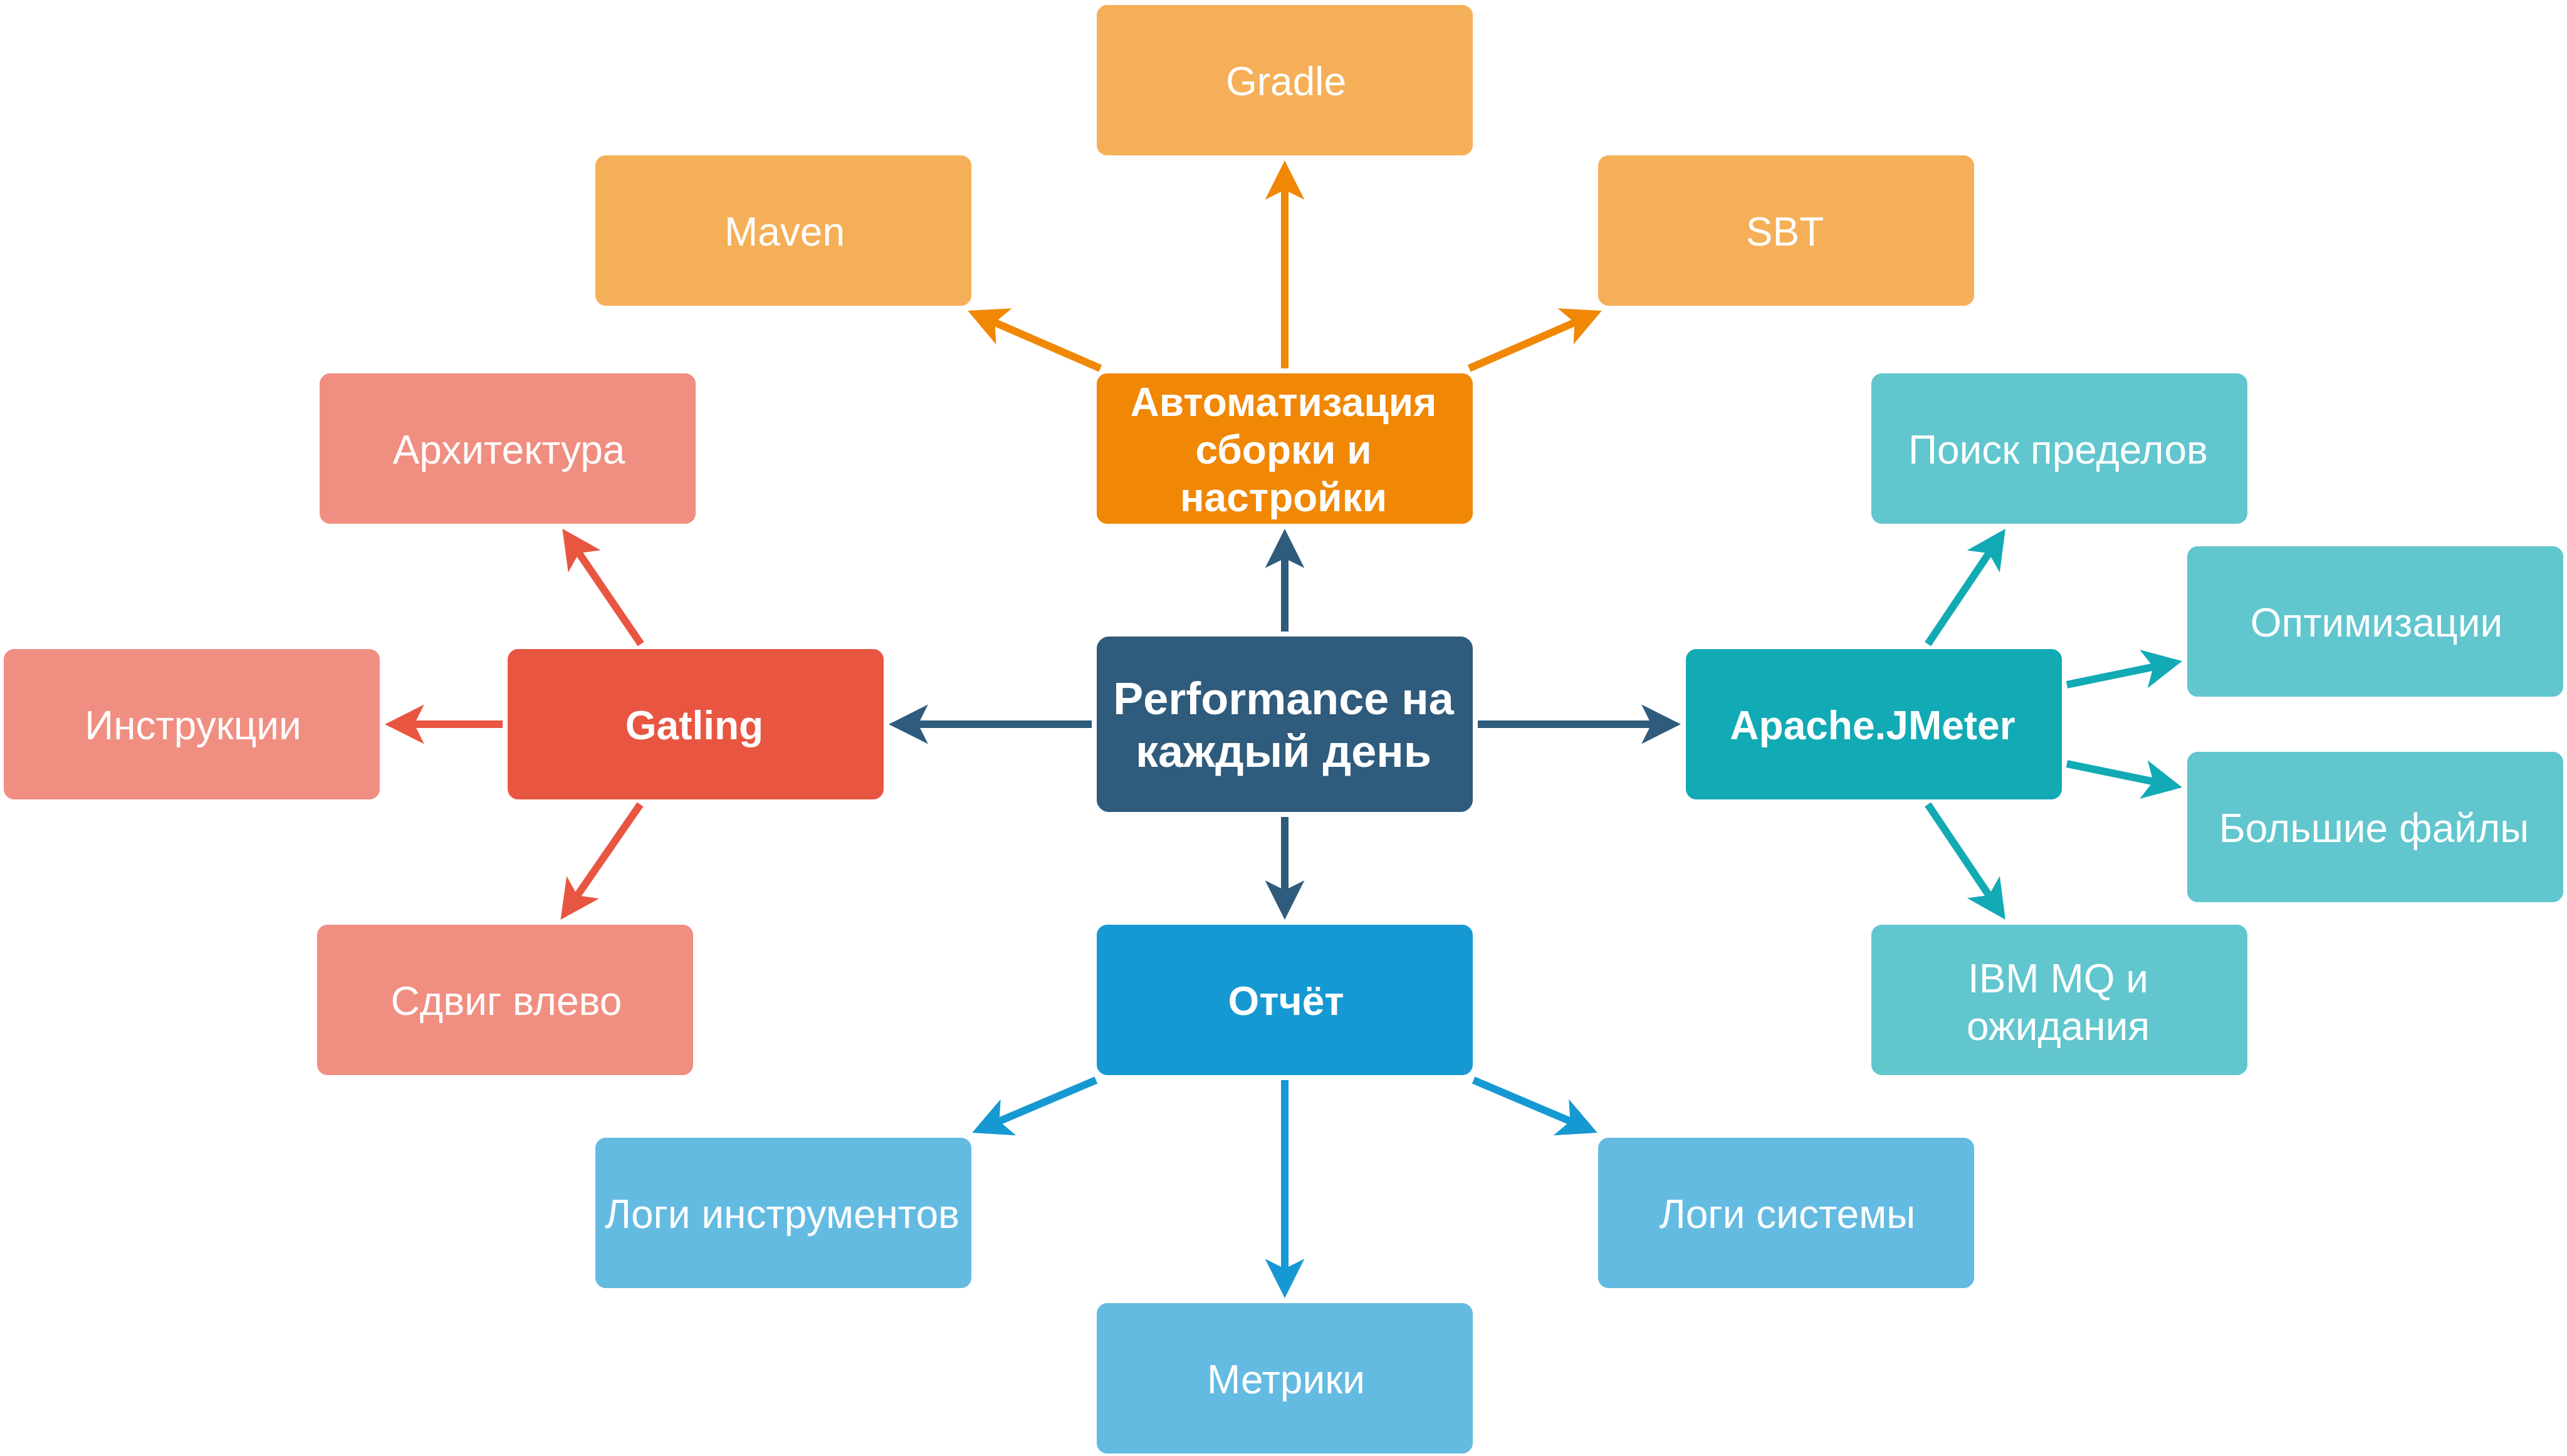 Gradle
Maven
SBT
Автоматизация
сборки и
настройки
Архитектура
Поиск пределов
Оптимизации
Инструкции
Gatling
Performance на
каждый день
Apache.JMeter
Большие файлы
Сдвиг влево
Отчёт
IBM MQ и
ожидания
Логи инструментов
Логи системы
Метрики